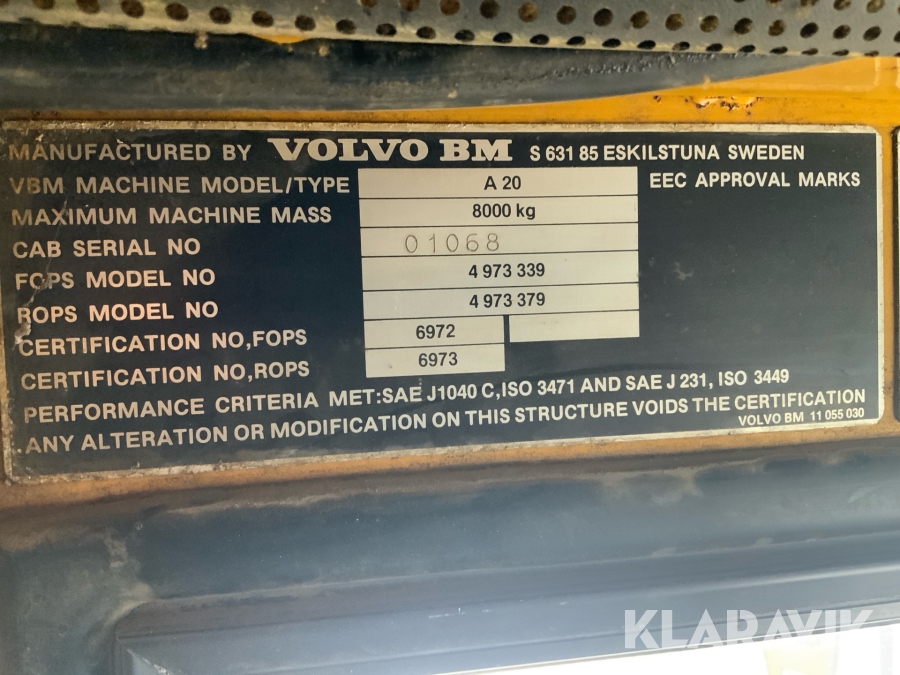 MANUFACTURED BY VOLVO BM S 631 85 ESKILSTUNA SWEDEN
VBM MACHINE MODEL/TYPE A 20 EEC APPROVAL MARKS
MAXIMUM MACHINE MASS 8000 kg
CAB SERIAL NO 01068
FOPS MODEL NO 4 973 339
ROPS MODEL NO 4 973 379
CERTIFICATION NO,FOPS 6972
CERTIFICATION NO,ROPS 6973
PERFORMANCE CRITERIA MET:SAE J1040 C,ISO 3471 AND SAE J 231, ISO 3449
ANY ALTERATION OR MODIFICATION ON THIS STRUCTURE VOIDS THE CERTIFICATION
VOLVO BM 11 055 030
KLARAVIK